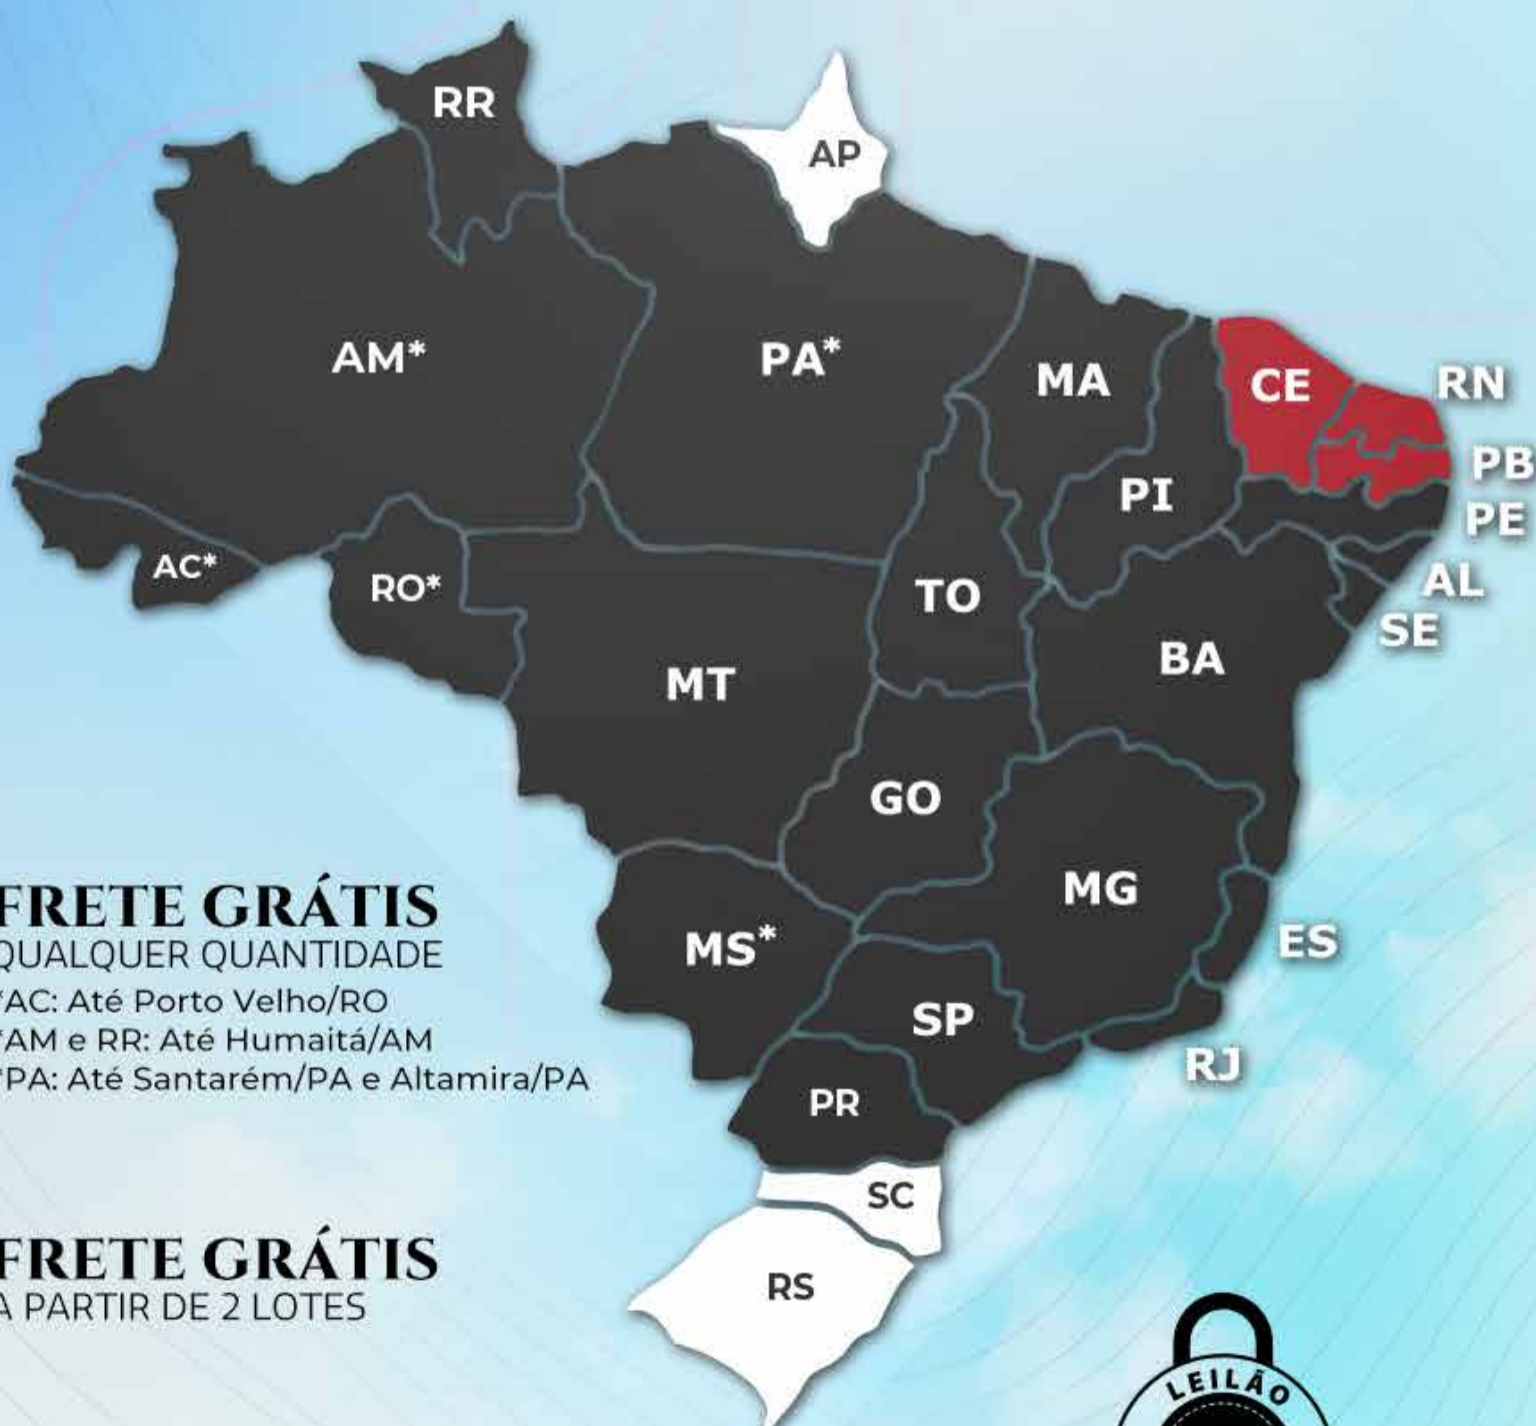 RR
AP
AM*
PA*
MA
CE
RN
PB
PI
PE
AC*
RO*
TO
AL
SE
BA
MT
GO
MG
MS*
ES
SP
RJ
PR
SC
RS
FRETE GRÁTIS
QUALQUER QUANTIDADE
*AC: Até Porto Velho/RO
*AM e RR: Até Humaitá/AM
*PA: Até Santarém/PA e Altamira/PA
FRETE GRÁTIS
A PARTIR DE 2 LOTES
LEILÃO